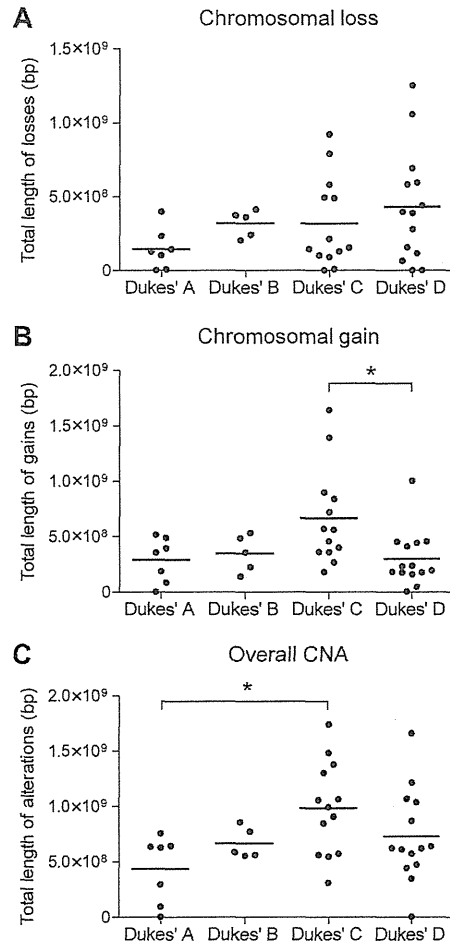 A Chromosomal loss
Total length of losses (bp)
1.5×10⁹
1.0×10⁹
5.0×10⁸
0
Dukes' A Dukes' B Dukes' C Dukes' D
B Chromosomal gain
Total length of gains (bp)
2.0×10⁹
1.5×10⁹
1.0×10⁹
5.0×10⁸
0
*
Dukes' A Dukes' B Dukes' C Dukes' D
C Overall CNA
Total length of alterations (bp)
2.0×10⁹
1.5×10⁹
1.0×10⁹
5.0×10⁸
0
*
Dukes' A Dukes' B Dukes' C Dukes' D